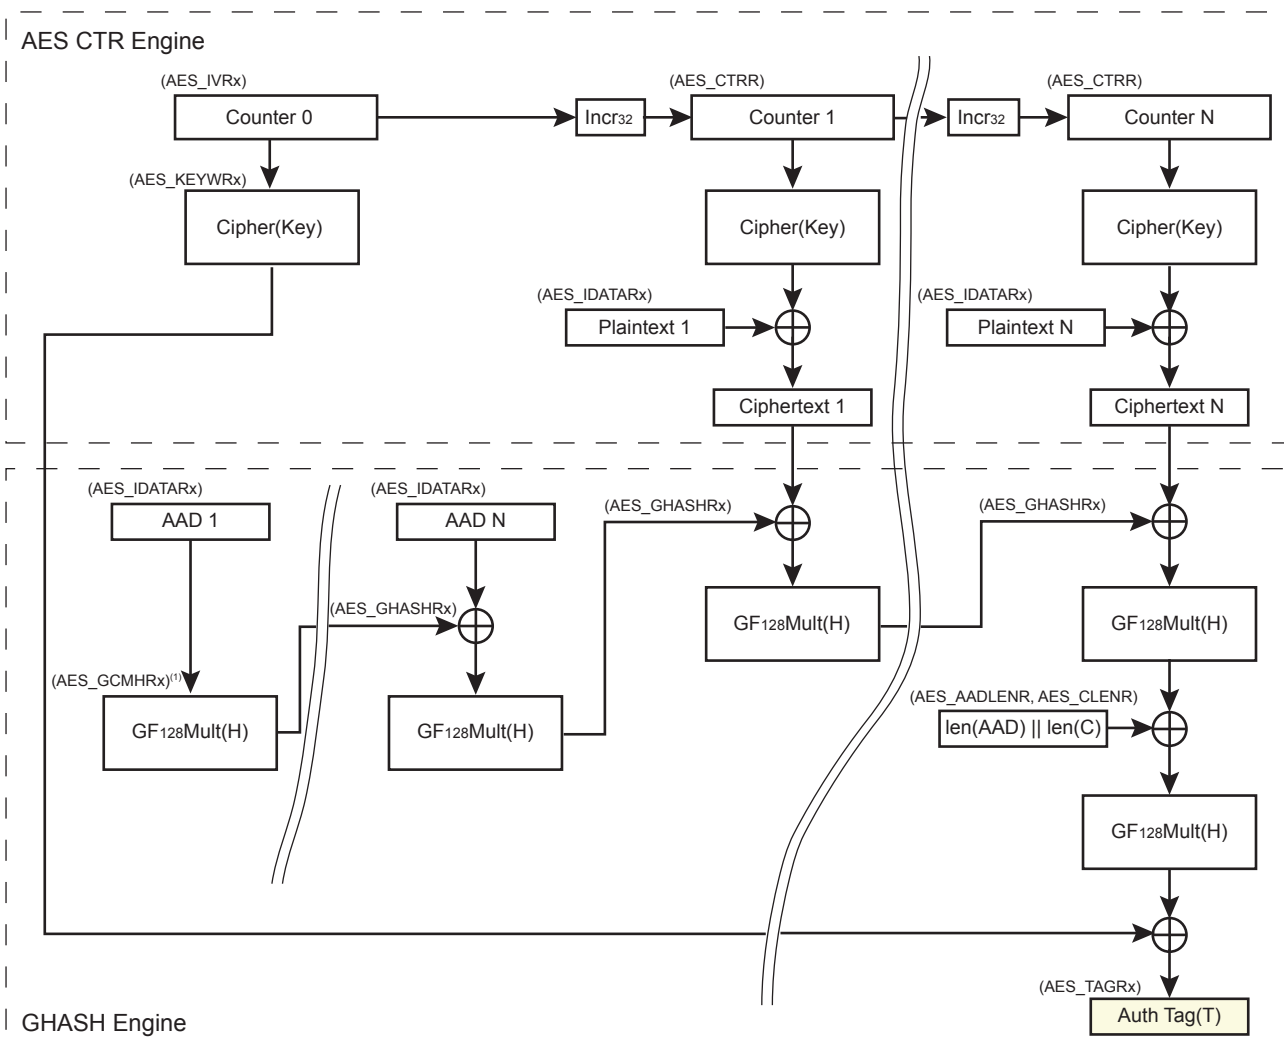 AES CTR Engine
(AES_IVRx)
(AES_CTRR)
(AES_CTRR)
Counter 0
Incr32
Counter 1
Incr32
Counter N
(AES_KEYWRx)
Cipher(Key)
Cipher(Key)
Cipher(Key)
(AES_IDATARx)
(AES_IDATARx)
Plaintext 1
Plaintext N
Ciphertext 1
Ciphertext N
(AES_IDATARx)
(AES_IDATARx)
(AES_GHASHRx)
(AES_GHASHRx)
AAD 1
AAD N
(AES_GHASHRx)
GF128Mult(H)
GF128Mult(H)
(AES_GCMHRx)(1)
(AES_AADLENR, AES_CLENR)
GF128Mult(H)
GF128Mult(H)
len(AAD) || len(C)
GF128Mult(H)
(AES_TAGRx)
Auth Tag(T)
GHASH Engine